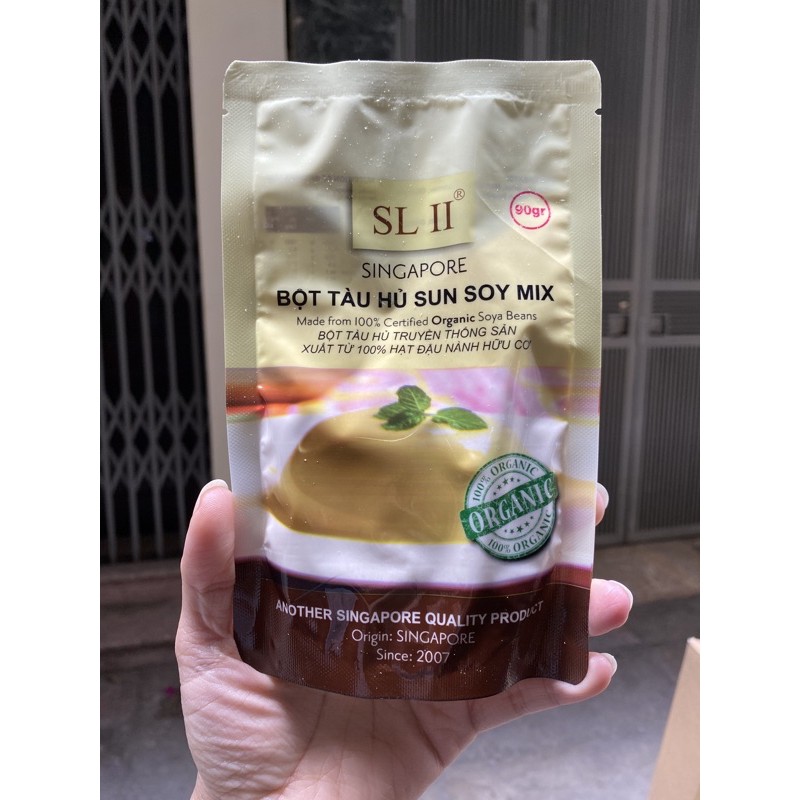 SL II®
90gr
SINGAPORE
BỘT TÀU HỦ SUN SOY MIX
Made from 100% Certified Organic Soya Beans
BỘT TÀU HỦ TRUYỀN THỐNG SẢN
XUẤT TỪ 100% HẠT ĐẬU NÀNH HỮU CƠ
100% ORGANIC
ORGANIC
100% ORGANIC
ANOTHER SINGAPORE QUALITY PRODUCT
Origin: SINGAPORE
Since: 2007